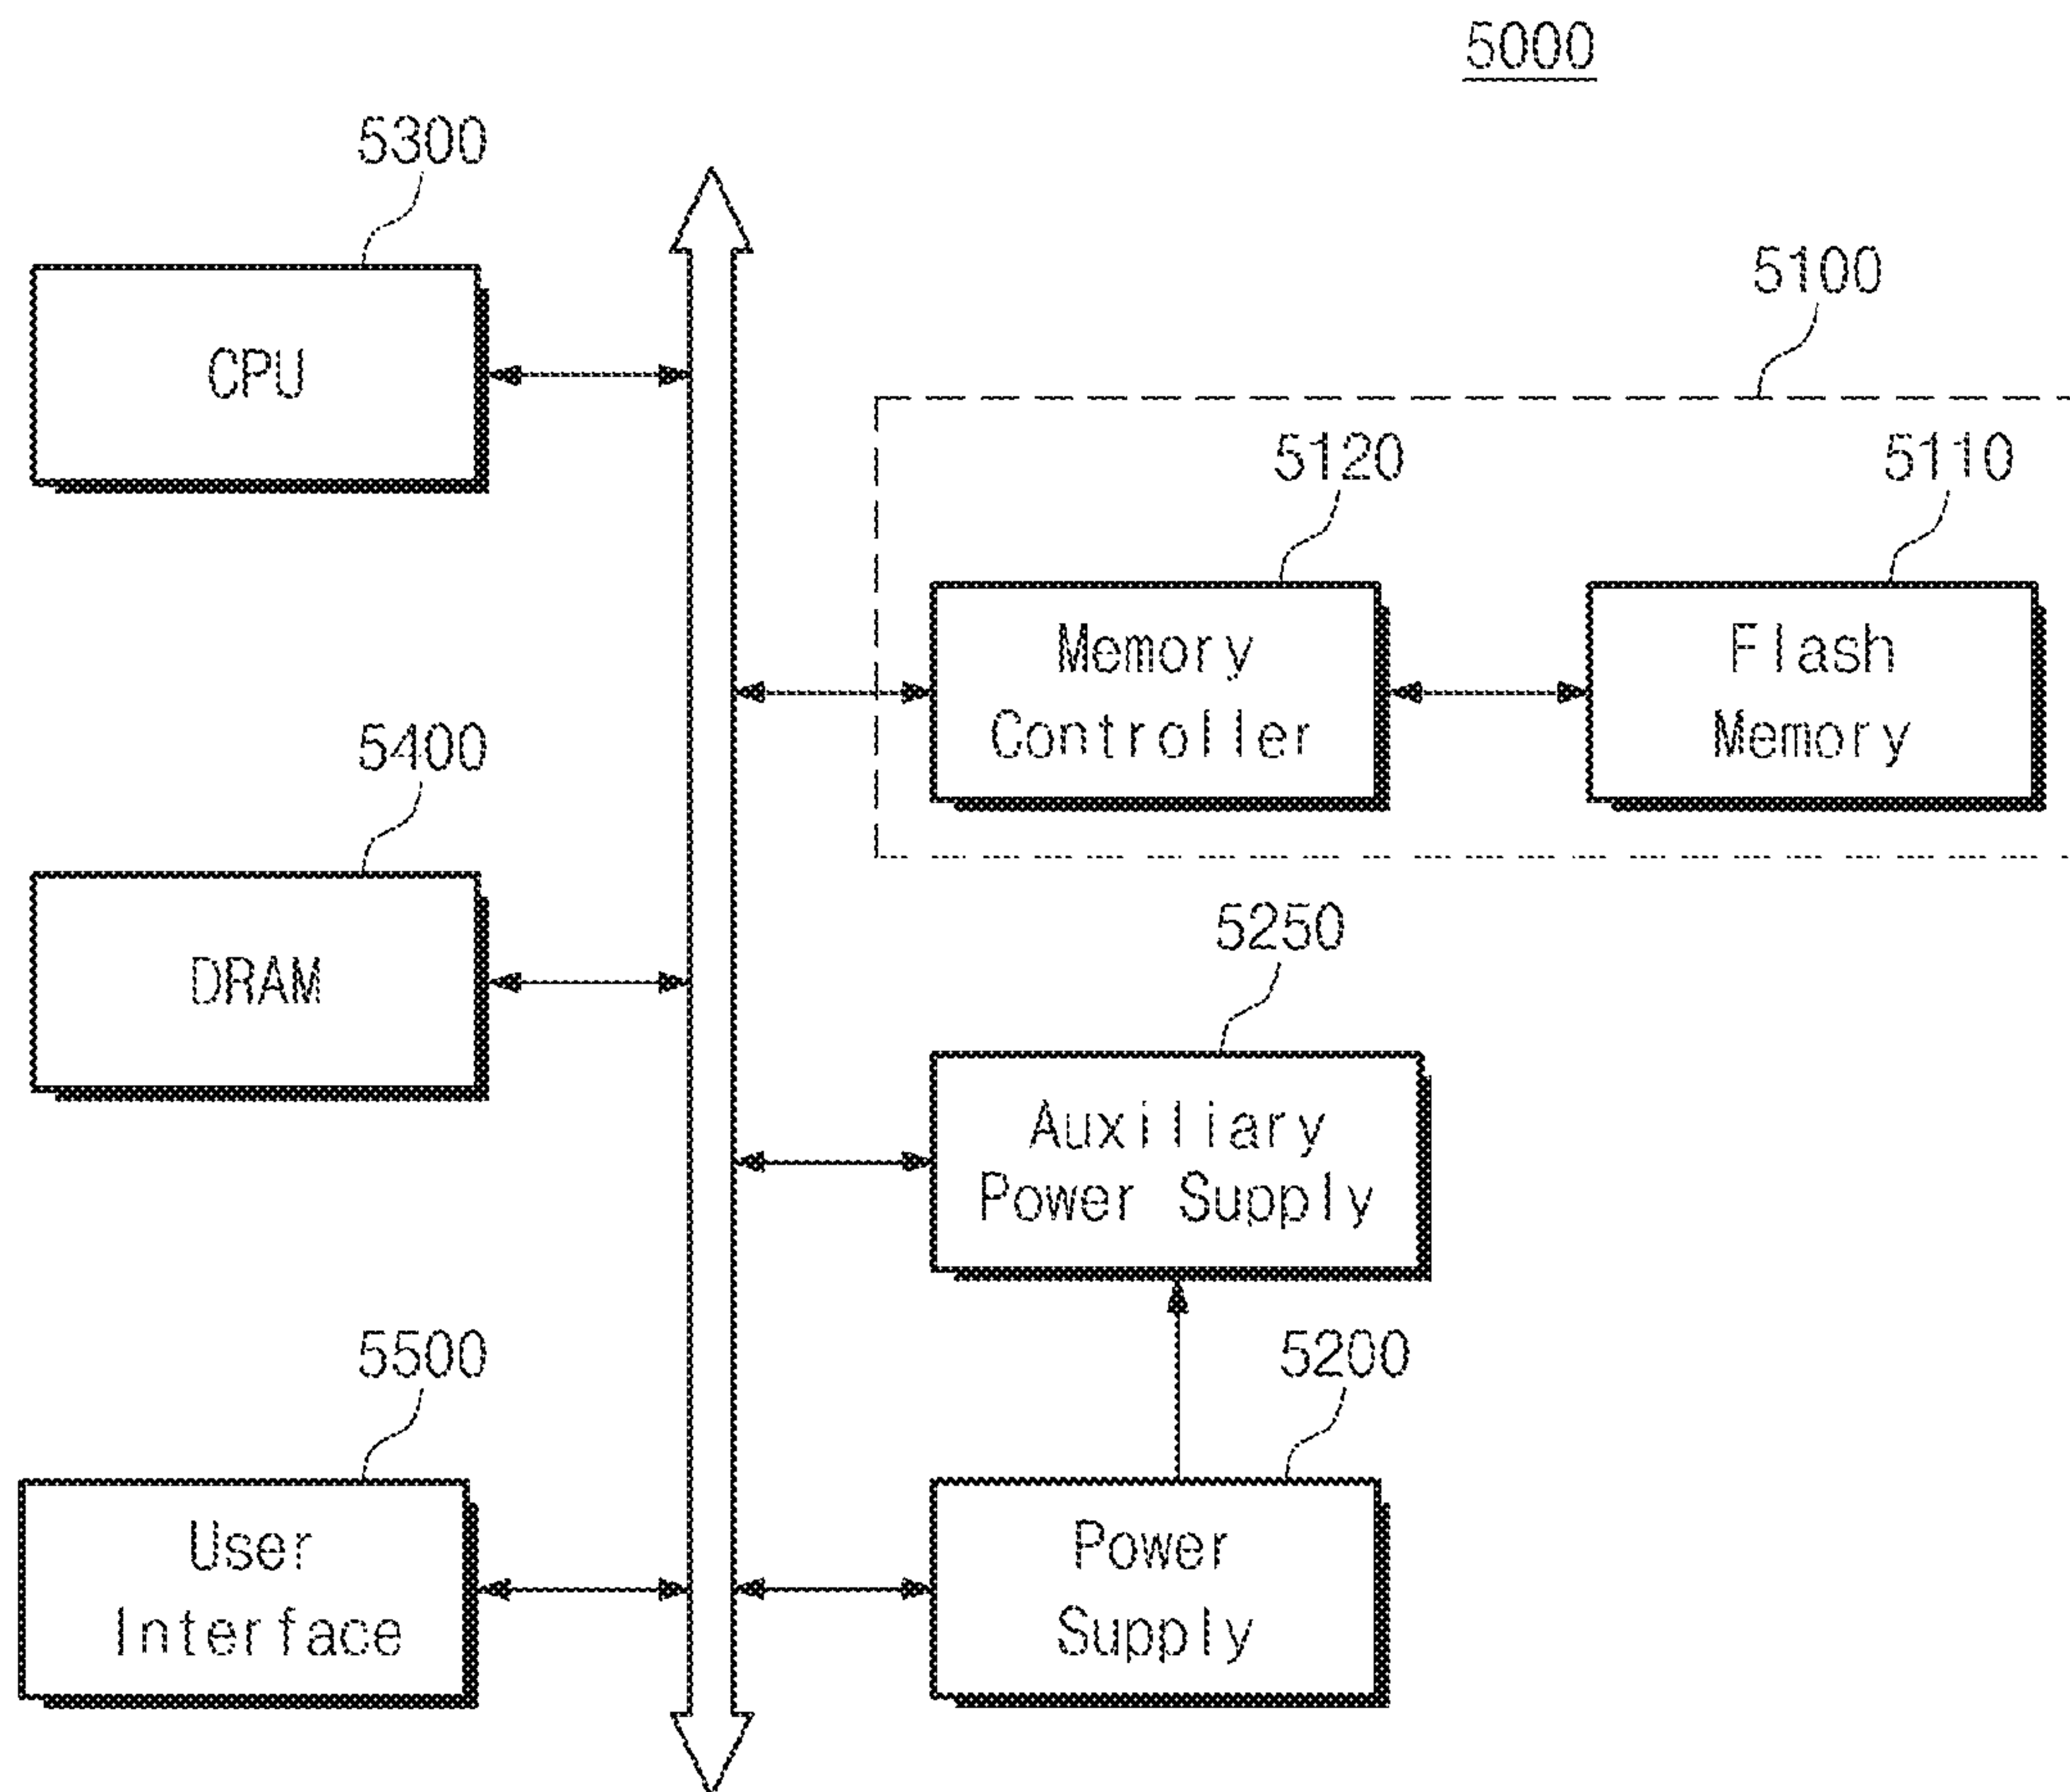 5000
5300
CPU
5100
5120
5110
Memory
Controller
Flash
Memory
5400
DRAM
5250
Auxiliary
Power Supply
5500
User
Interface
5200
Power
Supply